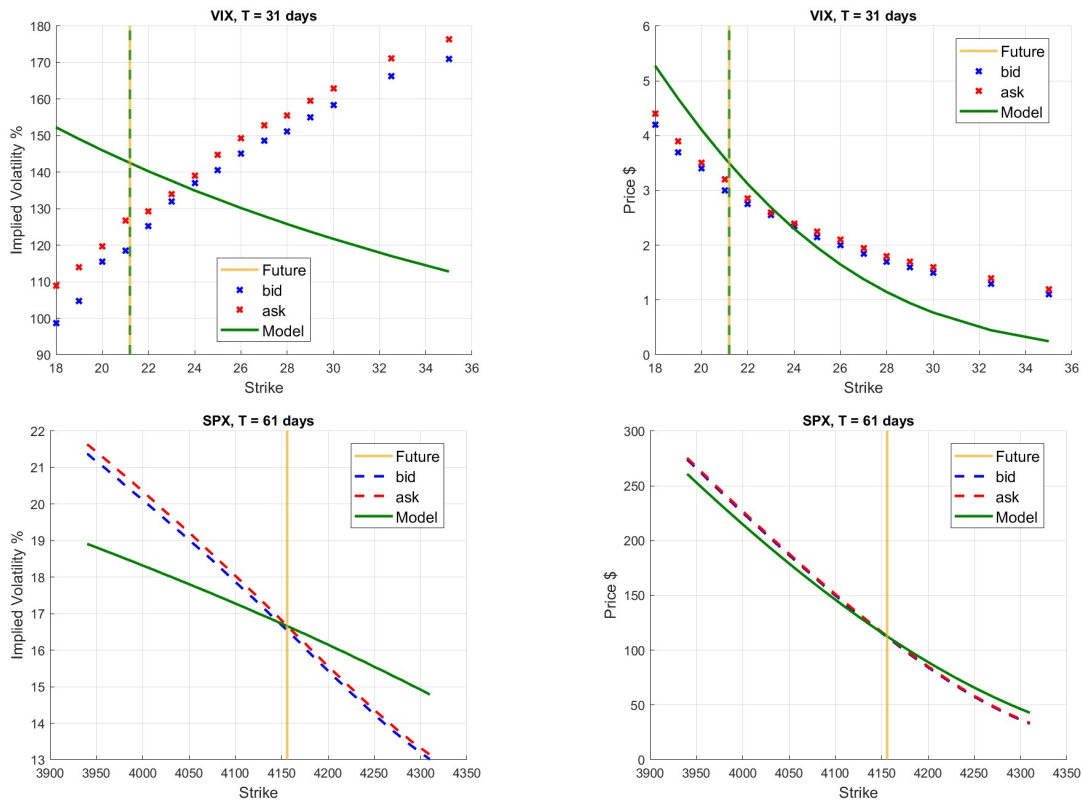 VIX, T = 31 days
Implied Volatility %
180
170
160
150
140
130
120
110
100
90
18 20 22 24 26 28 30 32 34 36
Strike
Future
bid
ask
Model
VIX, T = 31 days
Price $
6
5
4
3
2
1
0
18 20 22 24 26 28 30 32 34 36
Strike
Future
bid
ask
Model
SPX, T = 61 days
Implied Volatility %
22
21
20
19
18
17
16
15
14
13
3900 3950 4000 4050 4100 4150 4200 4250 4300 4350
Strike
Future
bid
ask
Model
SPX, T = 61 days
Price $
300
250
200
150
100
50
0
3900 3950 4000 4050 4100 4150 4200 4250 4300 4350
Strike
Future
bid
ask
Model